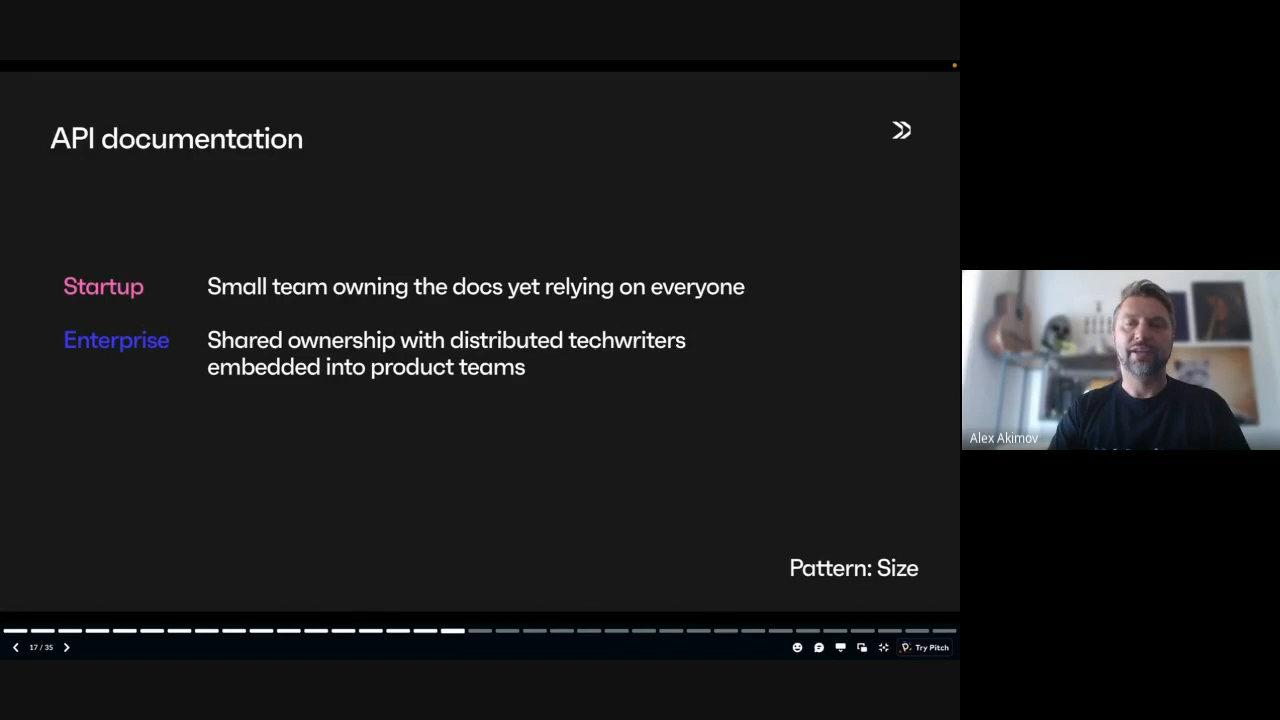 API documentation
Startup
Small team owning the docs yet relying on everyone
Enterprise
Shared ownership with distributed techwriters
embedded into product teams
Alex Akimov
Pattern: Size
17 / 35
Try Pitch